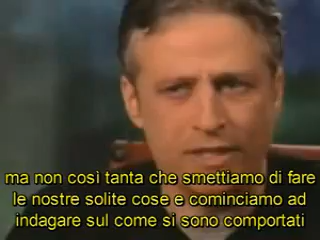 ma non così tanta che smettiamo di fare
le nostre solite cose e cominciamo ad
indagare sul come si sono comportati